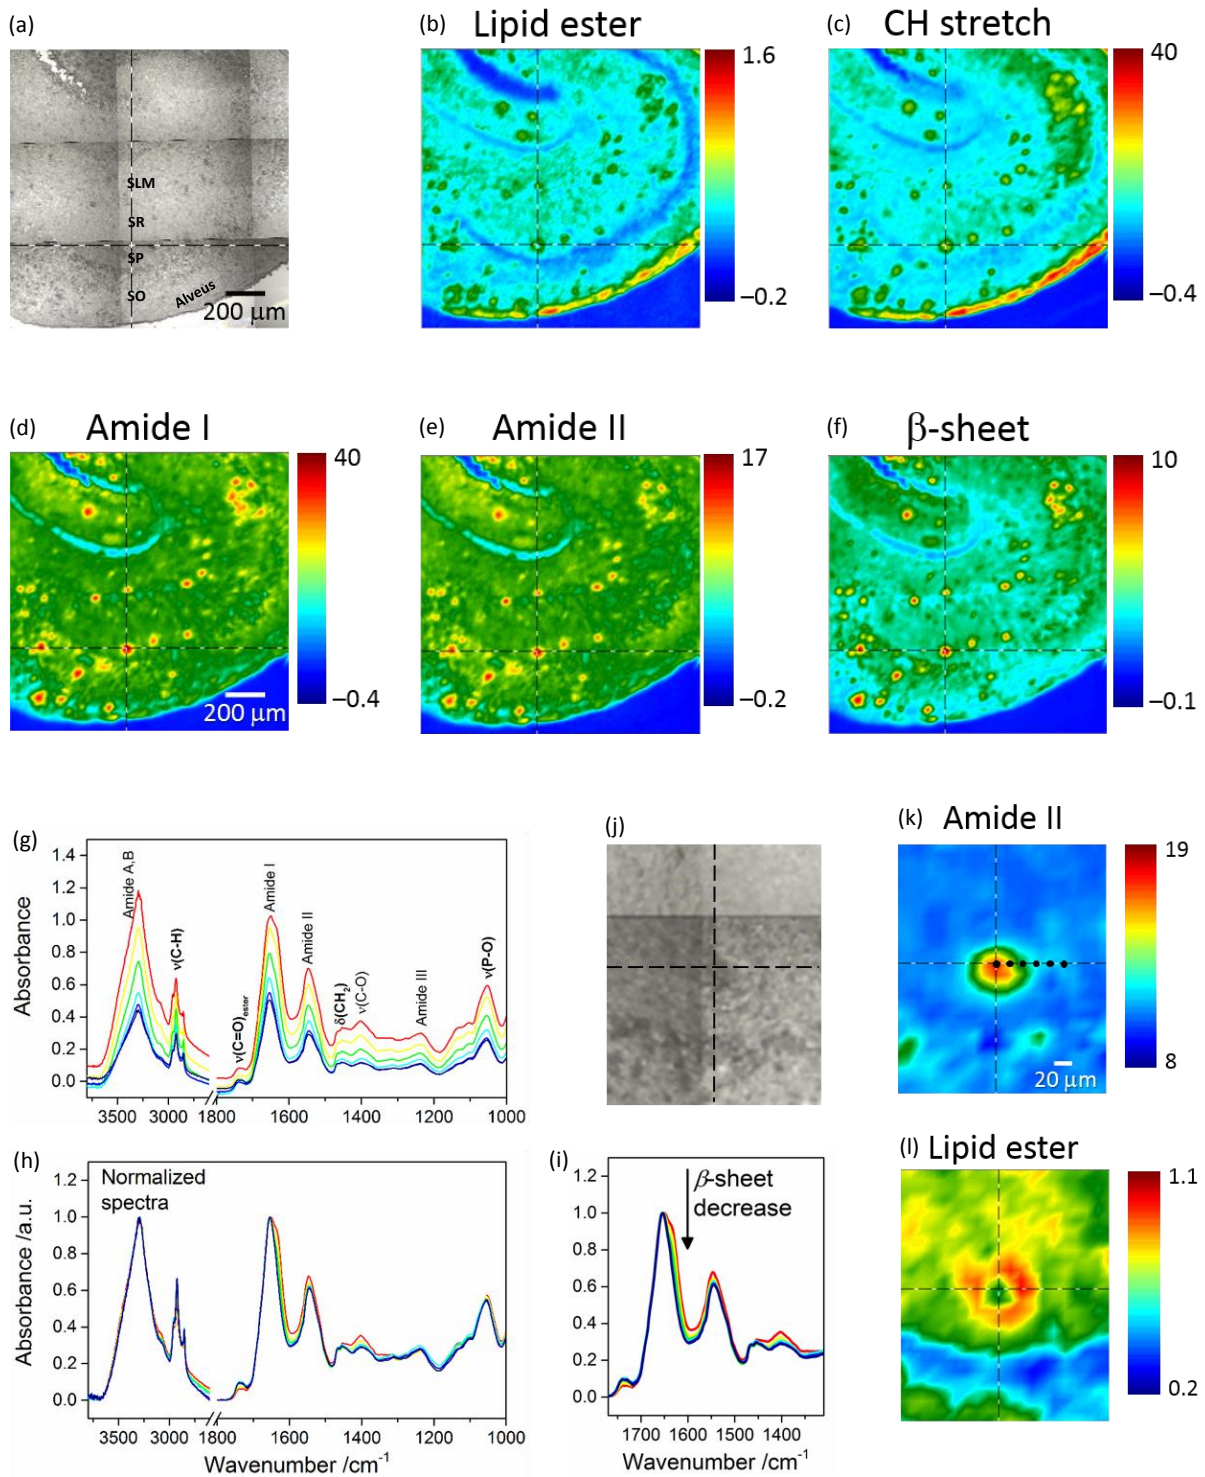 (a)
SLM
SR
SP
SO
Alveus
200 µm
(b) Lipid ester
1.6
–0.2
(c) CH stretch
40
–0.4
(d) Amide I
40
–0.4
200 µm
(e) Amide II
17
–0.2
(f) β-sheet
10
–0.1
(g)
Absorbance
1.4
1.2
1.0
0.8
0.6
0.4
0.2
0.0
Amide A,B
ν(C-H)
ν(C=O)ester
Amide I
Amide II
δ(CH2)
ν(C-O)
Amide III
ν(P-O)
3500 3000 1800 1600 1400 1200 1000
(h)
Normalized
spectra
Absorbance /a.u.
1.2
1.0
0.8
0.6
0.4
0.2
0.0
3500 3000 1800 1600 1400 1200 1000
Wavenumber /cm⁻¹
(i)
β-sheet
decrease
1.2
1.0
0.8
0.6
0.4
0.2
0.0
1700 1600 1500 1400
Wavenumber /cm⁻¹
(j)
(k) Amide II
19
8
20 µm
(l) Lipid ester
1.1
0.2